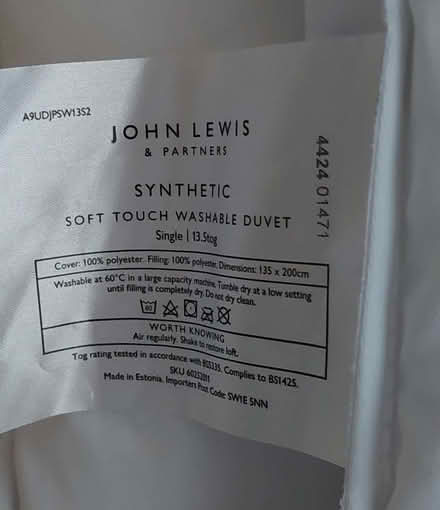 A9UDJPSW13S2
JOHN LEWIS
& PARTNERS
SYNTHETIC
SOFT TOUCH WASHABLE DUVET
Single | 13.5tog
4424 01471
Cover: 100% polyester. Filling: 100% polyester. Dimensions: 135 x 200cm
Washable at 60°C in a large capacity machine. Tumble dry at a low setting
until filling is completely dry. Do not dry clean.
60
WORTH KNOWING
Air regularly. Shake to restore loft.
Tog rating tested in accordance with BS5335. Complies to BS1425.
SKU 60232011
Made in Estonia. Importers Post Code: SW1E 5NN